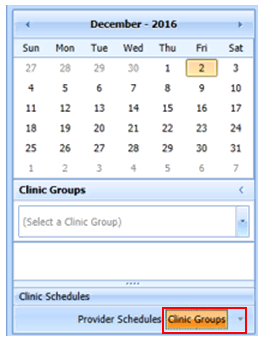 December - 2016
Sun Mon Tue Wed Thu Fri Sat
27 28 29 30 1 2 3
4 5 6 7 8 9 10
11 12 13 14 15 16 17
18 19 20 21 22 23 24
25 26 27 28 29 30 31
1 2 3 4 5 6 7
Clinic Groups
(Select a Clinic Group)
Clinic Schedules
Provider Schedules Clinic Groups